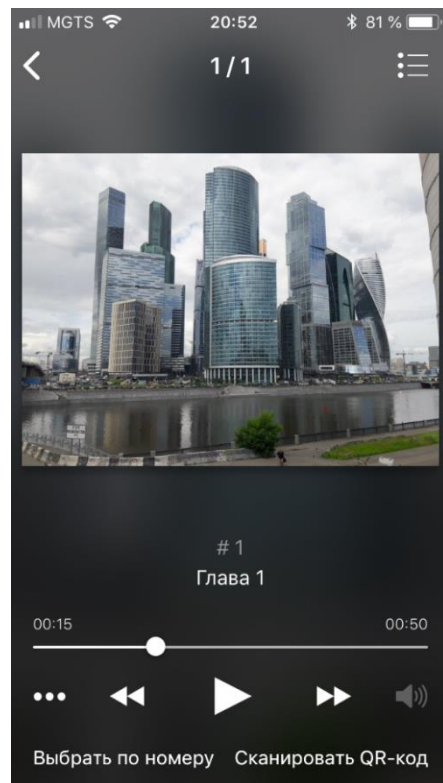 MGTS 20:52 81 %
1/1
# 1
Глава 1
00:15 00:50
Выбрать по номеру Сканировать QR-код